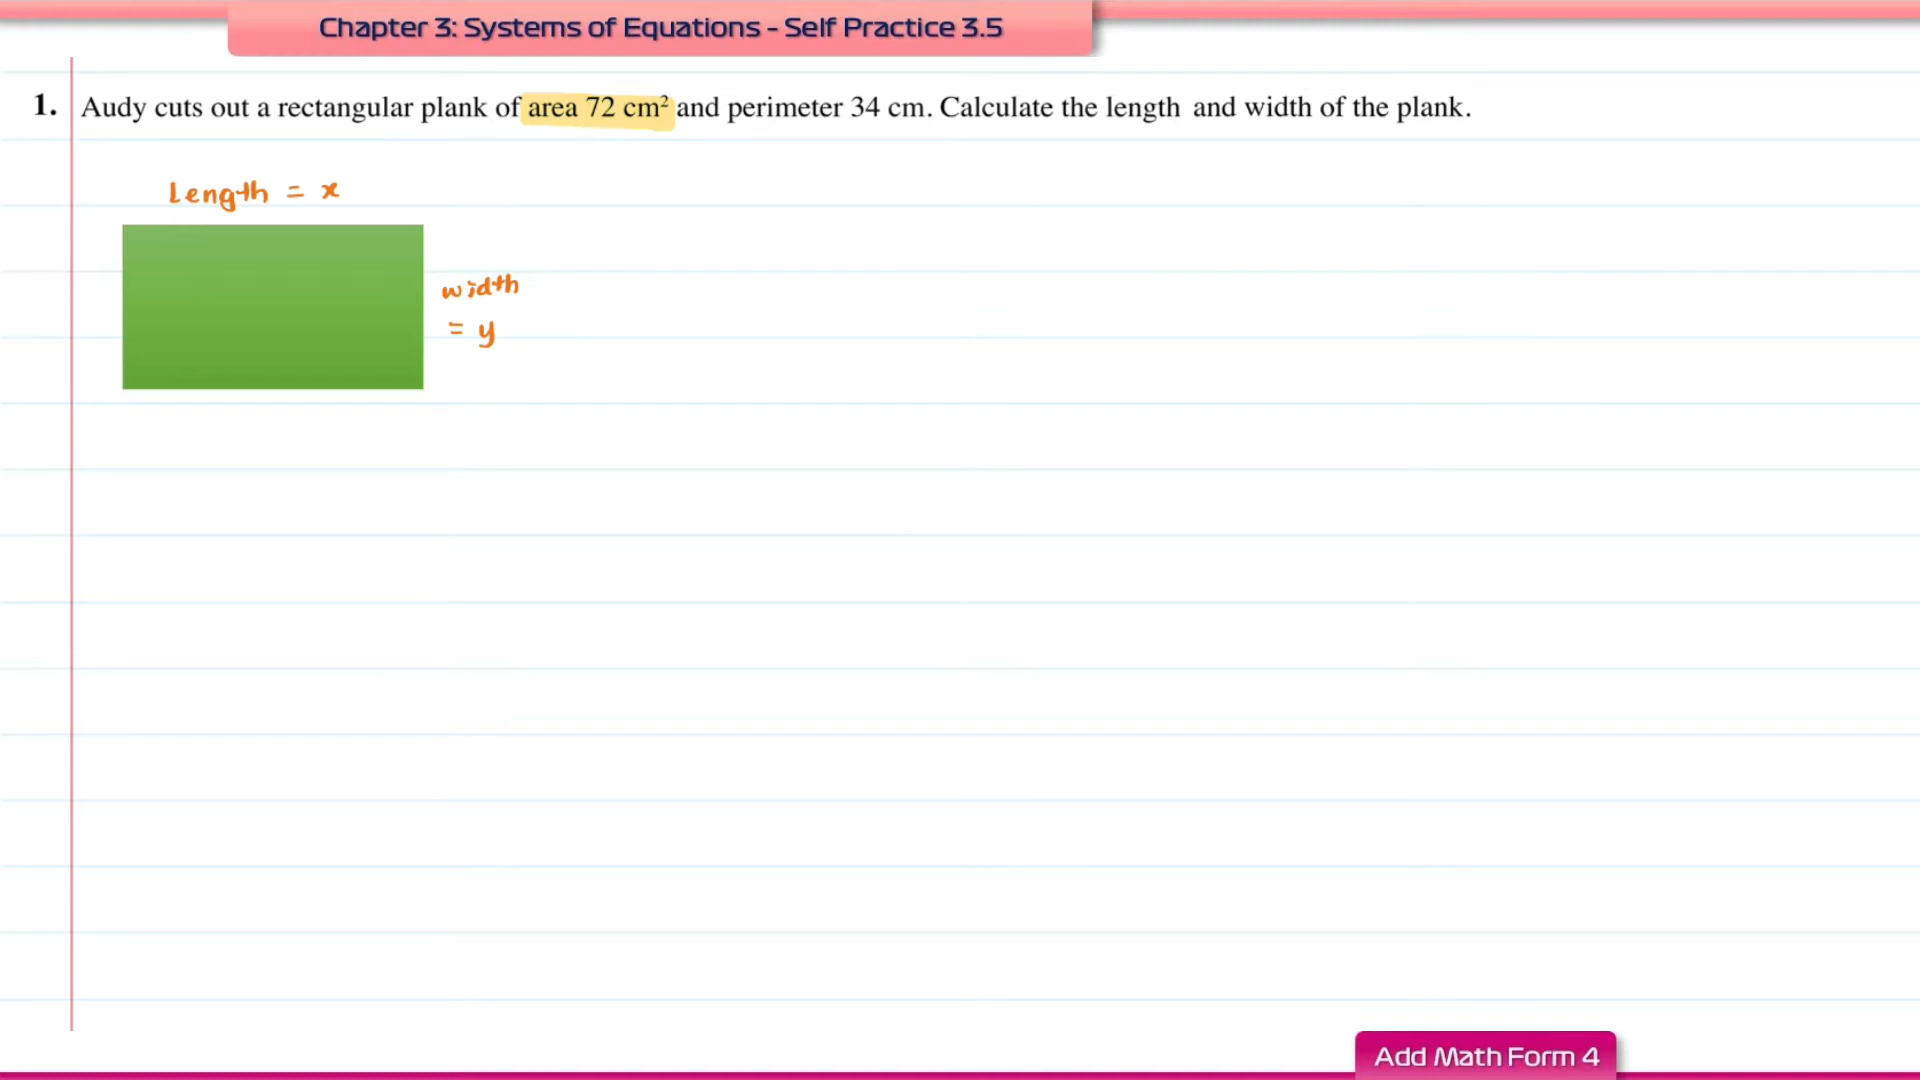 Chapter 3: Systems of Equations - Self Practice 3.5
1. Audy cuts out a rectangular plank of area 72 cm² and perimeter 34 cm. Calculate the length and width of the plank.
Length = x
width
= y
Add Math Form 4